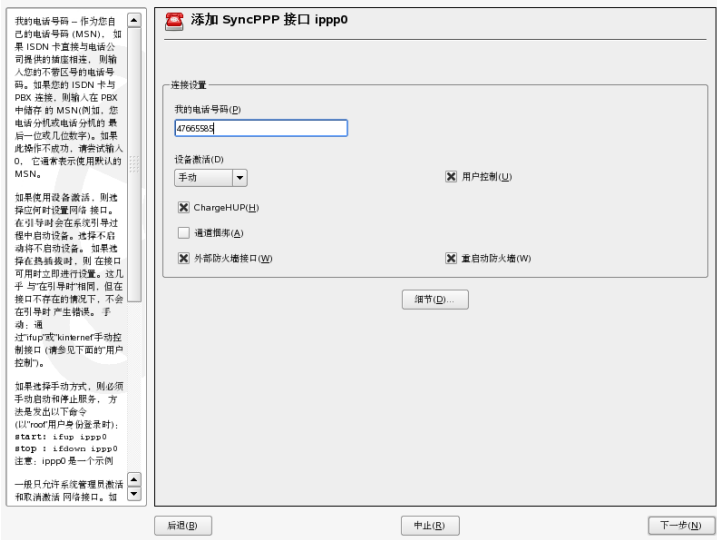 我的电话号码 – 作为您自
己的电话号码 (MSN)， 如
果 ISDN 卡直接与电话公
司提供的插座相连， 则输
入您的不带区号的电话号
码。如果您的 ISDN 卡与
PBX 连接，则输入在 PBX
中储存 的 MSN(例如，您
电话分机或电话分机的 最
后一位或几位数字)。如果
此操作不成功，请尝试输入
0， 它通常表示使用默认的
MSN。
如果使用设备激活，则选
择应何时设置网络 接口。
在引导时会在系统引导过
程中启动设备。选择不启
动将不启动设备。 如果选
择在热插拔时，则 在接口
可用时立即进行设置。这几
乎 与"在引导时"相同，但在
接口不存在的情况下，不会
在引导时 产生错误。 手
动：通
过"ifup"或"kinternet"手动控
制接口 (请参见下面的"用户
控制")。
如果选择手动方式，则必须
手动启动和停止服务， 方
法是发出以下命令
(以"root"用户身份登录时)：
start: ifup ippp0
stop : ifdown ippp0
注意：ippp0 是一个示例
一般只允许系统管理员激活
和取消激活 网络接口。如
添加 SyncPPP 接口 ippp0
连接设置
我的电话号码(P)
47665585
设备激活(D)
手动
用户控制(U)
ChargeHUP(H)
通道捆绑(A)
外部防火墙接口(W)
重启动防火墙(W)
细节(D)...
后退(B)
中止(R)
下一步(N)